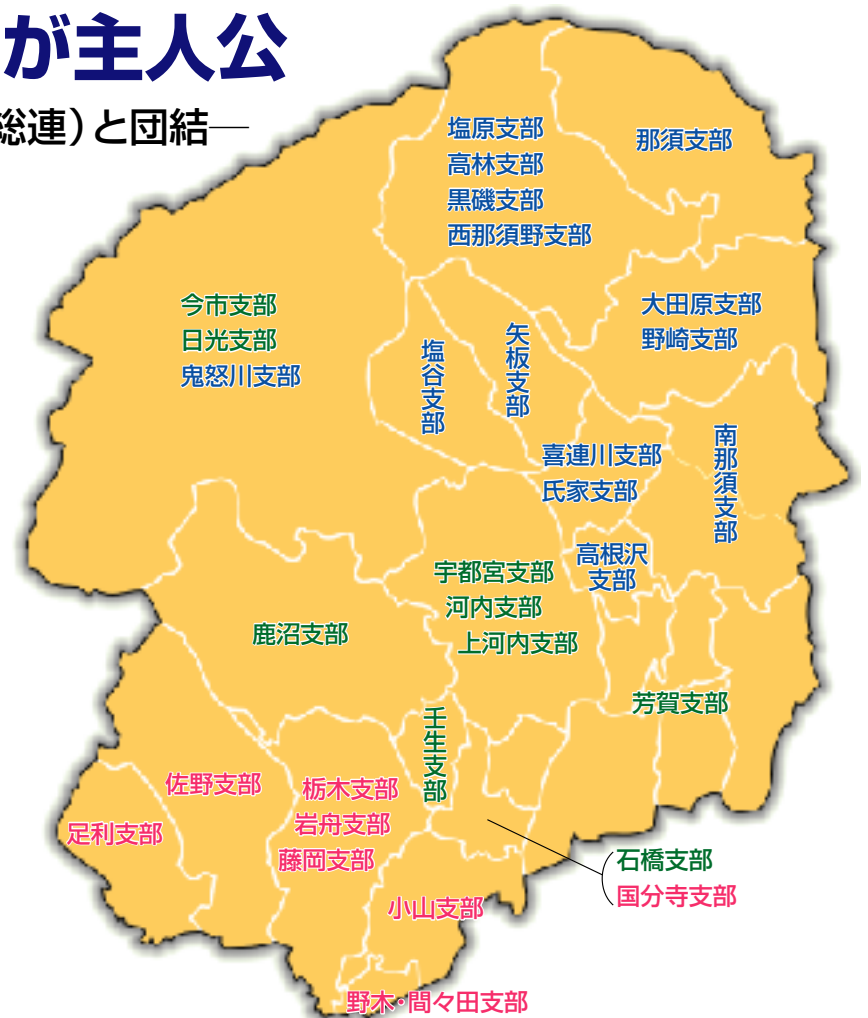 が主人公
総連）と団結―
塩原支部
高林支部
黒磯支部
西那須野支部
那須支部
今市支部
日光支部
鬼怒川支部
塩谷支部
矢板支部
大田原支部
野崎支部
喜連川支部
氏家支部
南那須支部
高根沢
支部
宇都宮支部
河内支部
上河内支部
鹿沼支部
芳賀支部
壬生支部
佐野支部
足利支部
栃木支部
岩舟支部
藤岡支部
石橋支部
国分寺支部
小山支部
野木・間々田支部